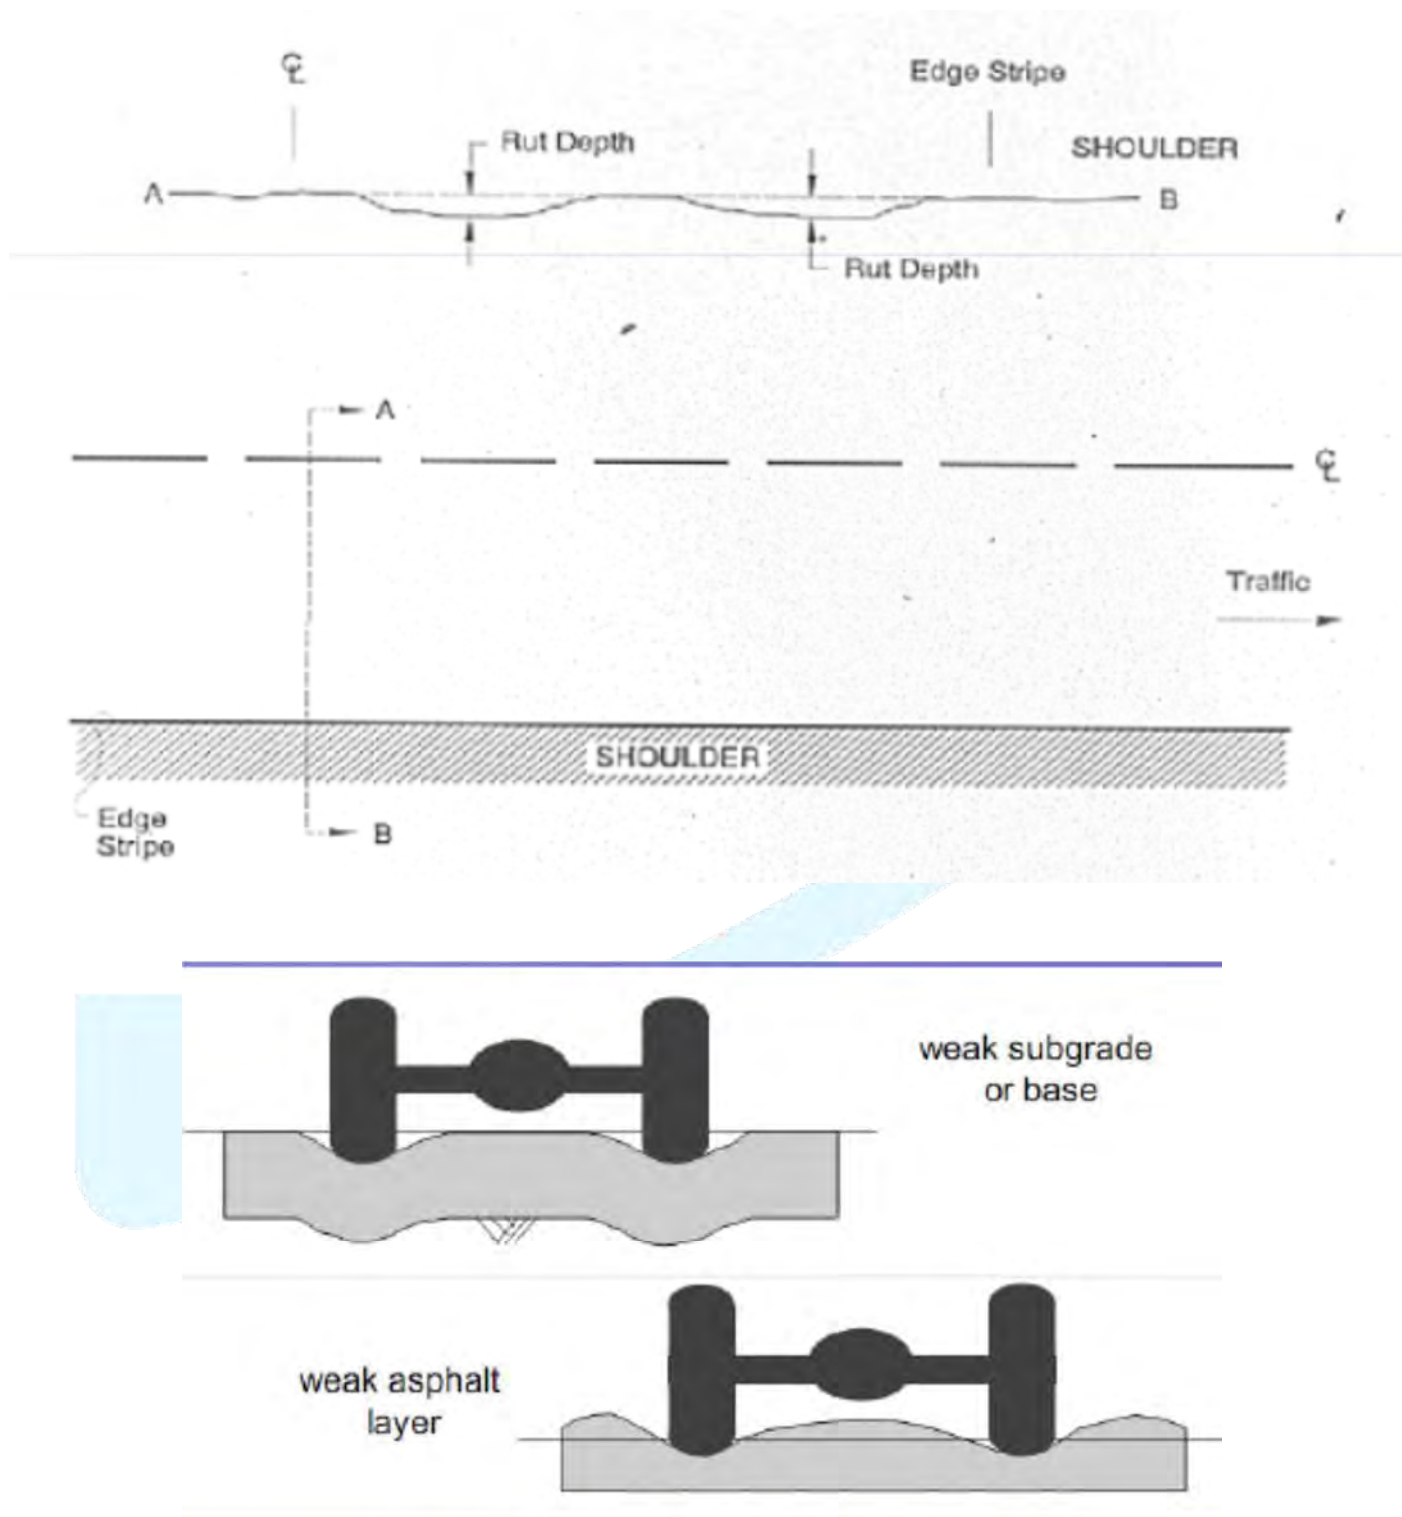 ℄
Edge Stripe
Rut Depth
SHOULDER
A
B
Rut Depth
A
℄
Traffic
SHOULDER
Edge
Stripe
B
weak subgrade
or base
weak asphalt
layer